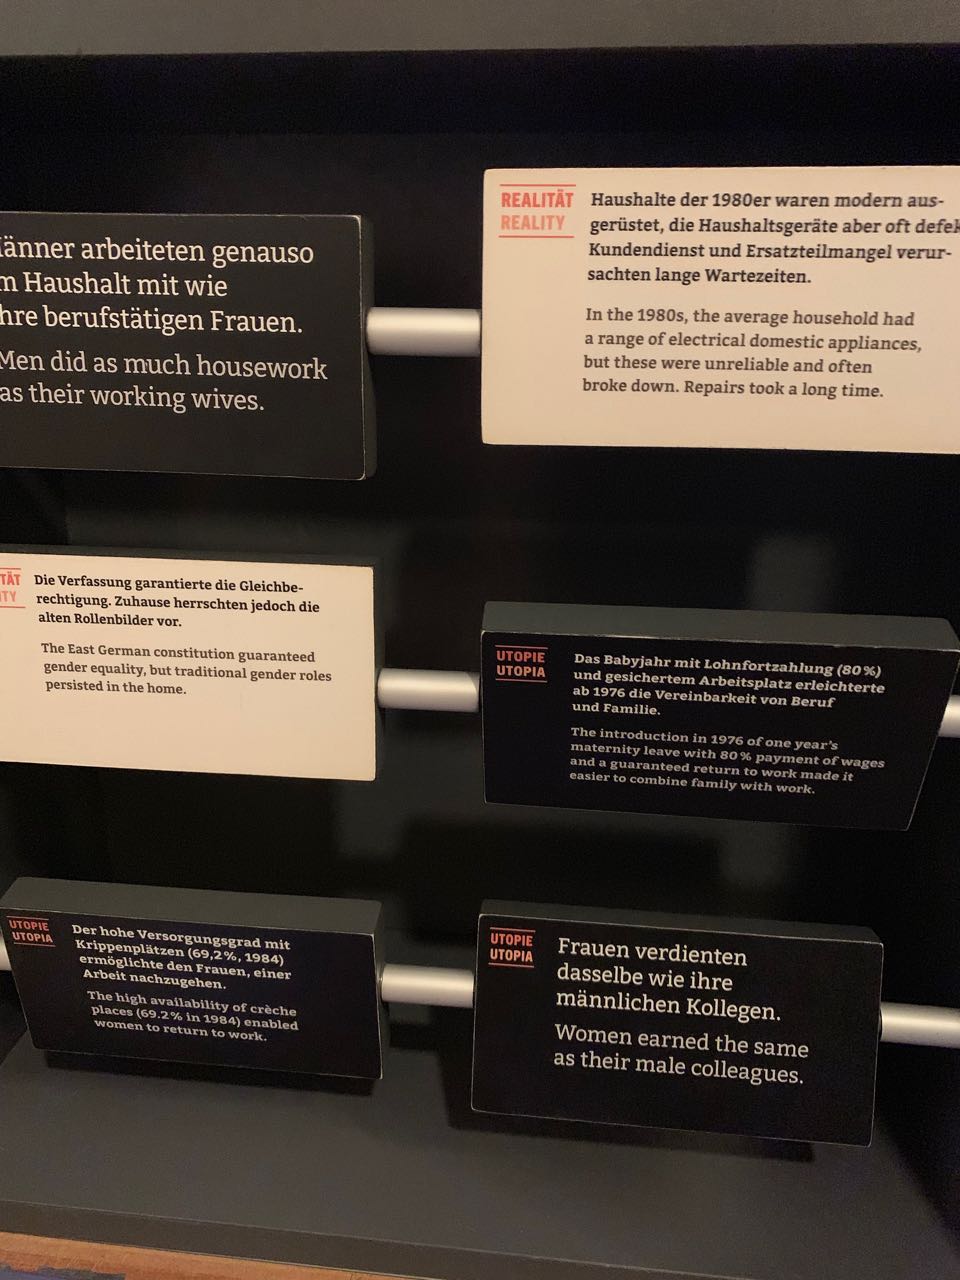 änner arbeiteten genauso
m Haushalt mit wie
hre berufstätigen Frauen.
Men did as much housework
as their working wives.
REALITÄT
REALITY
Haushalte der 1980er waren modern aus-
gerüstet, die Haushaltsgeräte aber oft defek
Kundendienst und Ersatzteilmangel verur-
sachten lange Wartezeiten.
In the 1980s, the average household had
a range of electrical domestic appliances,
but these were unreliable and often
broke down. Repairs took a long time.
TÄT
ITY
Die Verfassung garantierte die Gleichbe-
rechtigung. Zuhause herrschten jedoch die
alten Rollenbilder vor.
The East German constitution guaranteed
gender equality, but traditional gender roles
persisted in the home.
UTOPIE
UTOPIA
Das Babyjahr mit Lohnfortzahlung (80 %)
und gesichertem Arbeitsplatz erleichterte
ab 1976 die Vereinbarkeit von Beruf
und Familie.
The introduction in 1976 of one year's
maternity leave with 80 % payment of wages
and a guaranteed return to work made it
easier to combine family with work.
UTOPIE
UTOPIA
Der hohe Versorgungsgrad mit
Krippenplätzen (69,2%, 1984)
ermöglichte den Frauen, einer
Arbeit nachzugehen.
The high availability of crèche
places (69.2% in 1984) enabled
women to return to work.
UTOPIE
UTOPIA
Frauen verdienten
dasselbe wie ihre
männlichen Kollegen.
Women earned the same
as their male colleagues.